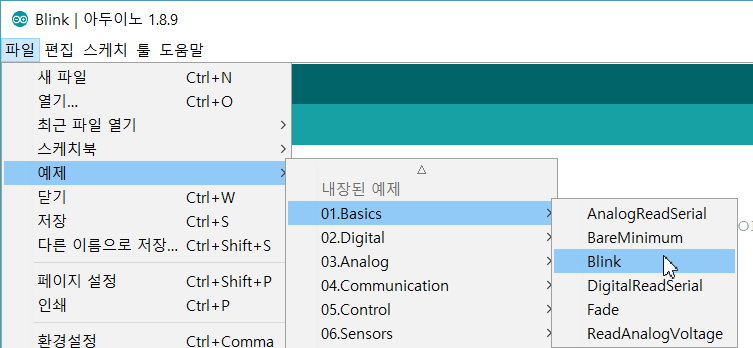 Blink | 아두이노 1.8.9
파일 편집 스케치 툴 도움말
새 파일 Ctrl+N
열기... Ctrl+O
최근 파일 열기
스케치북
예제
닫기 Ctrl+W
저장 Ctrl+S
다른 이름으로 저장... Ctrl+Shift+S
페이지 설정 Ctrl+Shift+P
인쇄 Ctrl+P
환경설정 Ctrl+Comma
내장된 예제
01.Basics
02.Digital
03.Analog
04.Communication
05.Control
06.Sensors
AnalogReadSerial
BareMinimum
Blink
DigitalReadSerial
Fade
ReadAnalogVoltage